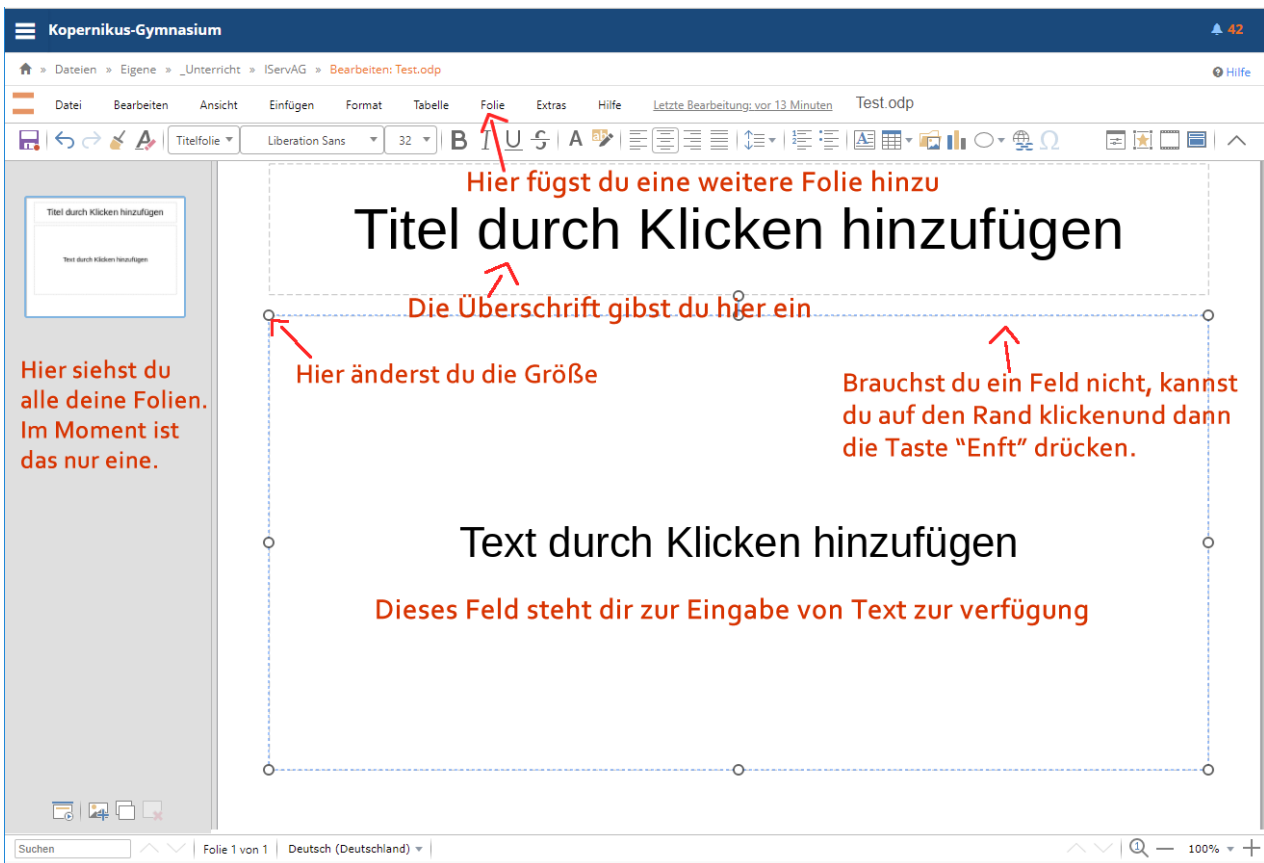 Kopernikus-Gymnasium 42
» Dateien » Eigene » _Unterricht » IServAG » Bearbeiten: Test.odp Hilfe
Datei Bearbeiten Ansicht Einfügen Format Tabelle Folie Extras Hilfe Letzte Bearbeitung: vor 13 Minuten Test.odp
Titelfolie Liberation Sans 32 B I U S A
Hier fügst du eine weitere Folie hinzu
Titel durch Klicken hinzufügen
Titel durch Klicken hinzufügen
Text durch Klicken hinzufügen
Die Überschrift gibst du hier ein
Hier änderst du die Größe
Hier siehst du
alle deine Folien.
Im Moment ist
das nur eine.
Brauchst du ein Feld nicht, kannst
du auf den Rand klickenund dann
die Taste “Enft” drücken.
Text durch Klicken hinzufügen
Dieses Feld steht dir zur Eingabe von Text zur verfügung
Suchen Folie 1 von 1 Deutsch (Deutschland) 100%